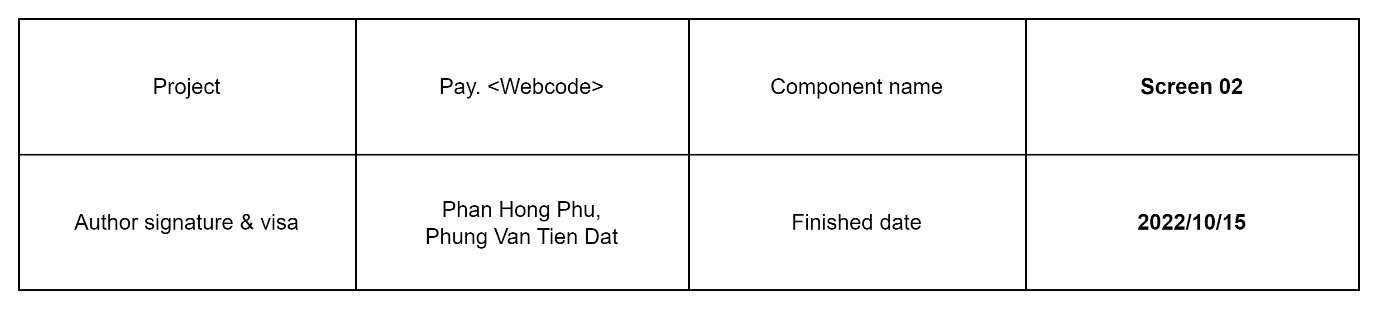 Project
Pay. <Webcode>
Component name
Screen 02
Author signature & visa
Phan Hong Phu,
Phung Van Tien Dat
Finished date
2022/10/15